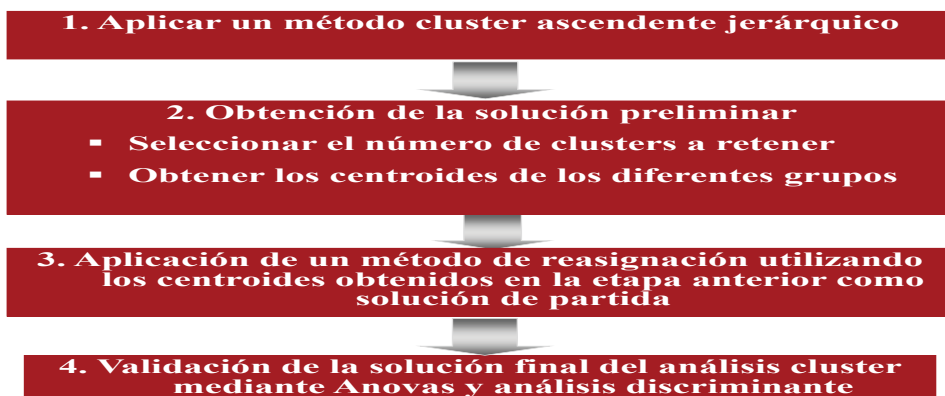 1. Aplicar un método cluster ascendente jerárquico
2. Obtención de la solución preliminar
▪ Seleccionar el número de clusters a retener
▪ Obtener los centroides de los diferentes grupos
3. Aplicación de un método de reasignación utilizando
los centroides obtenidos en la etapa anterior como
solución de partida
4. Validación de la solución final del análisis cluster
mediante Anovas y análisis discriminante